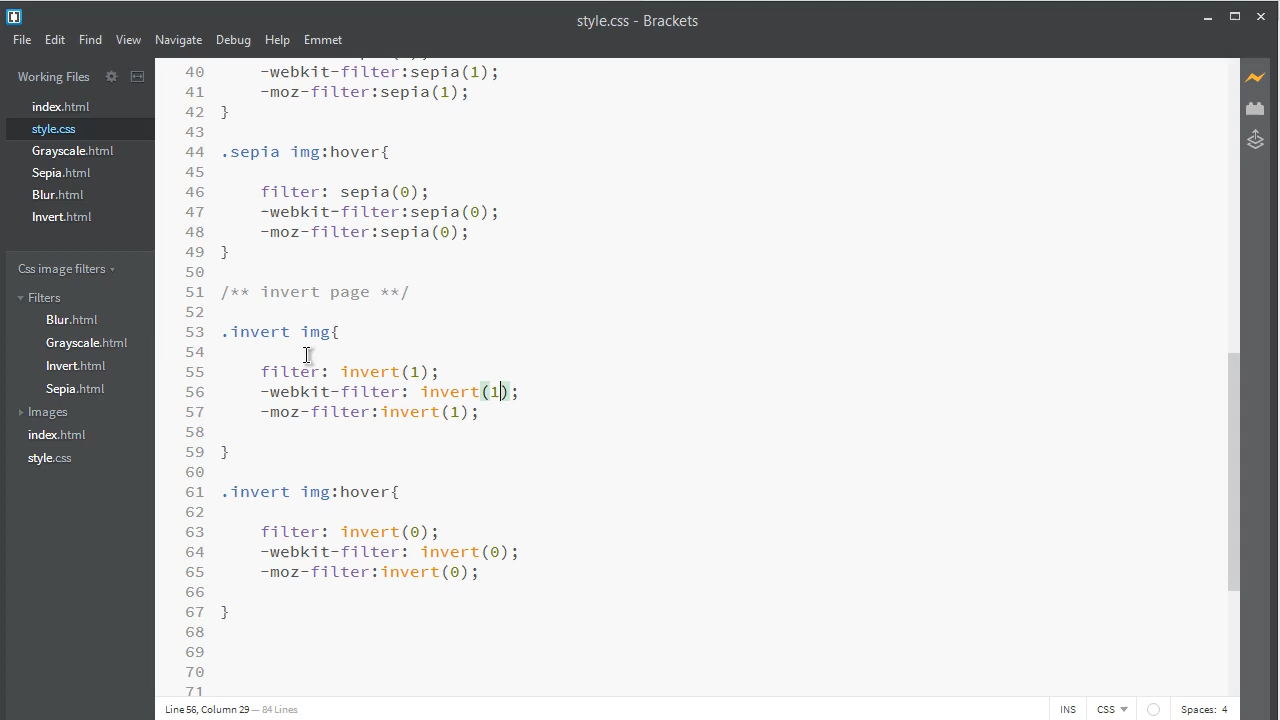 style.css - Brackets
File Edit Find View Navigate Debug Help Emmet
Working Files
index.html
style.css
Grayscale.html
Sepia.html
Blur.html
Invert.html
Css image filters
Filters
Blur.html
Grayscale.html
Invert.html
Sepia.html
Images
index.html
style.css
40 -webkit-filter:sepia(1);
41 -moz-filter:sepia(1);
42 }
43
44 .sepia img:hover{
45
46 filter: sepia(0);
47 -webkit-filter:sepia(0);
48 -moz-filter:sepia(0);
49 }
50
51 /** invert page **/
52
53 .invert img{
54
55 filter: invert(1);
56 -webkit-filter: invert(1);
57 -moz-filter:invert(1);
58
59 }
60
61 .invert img:hover{
62
63 filter: invert(0);
64 -webkit-filter: invert(0);
65 -moz-filter:invert(0);
66
67 }
68
69
70
71
Line 56, Column 29 — 84 Lines
INS CSS Spaces: 4